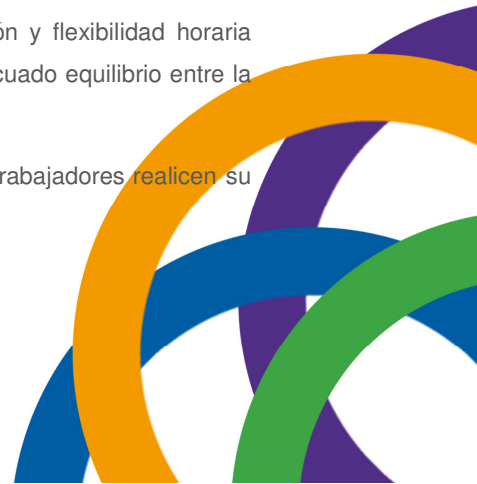 ón y flexibilidad horaria
cuado equilibrio entre la
rabajadores realicen su